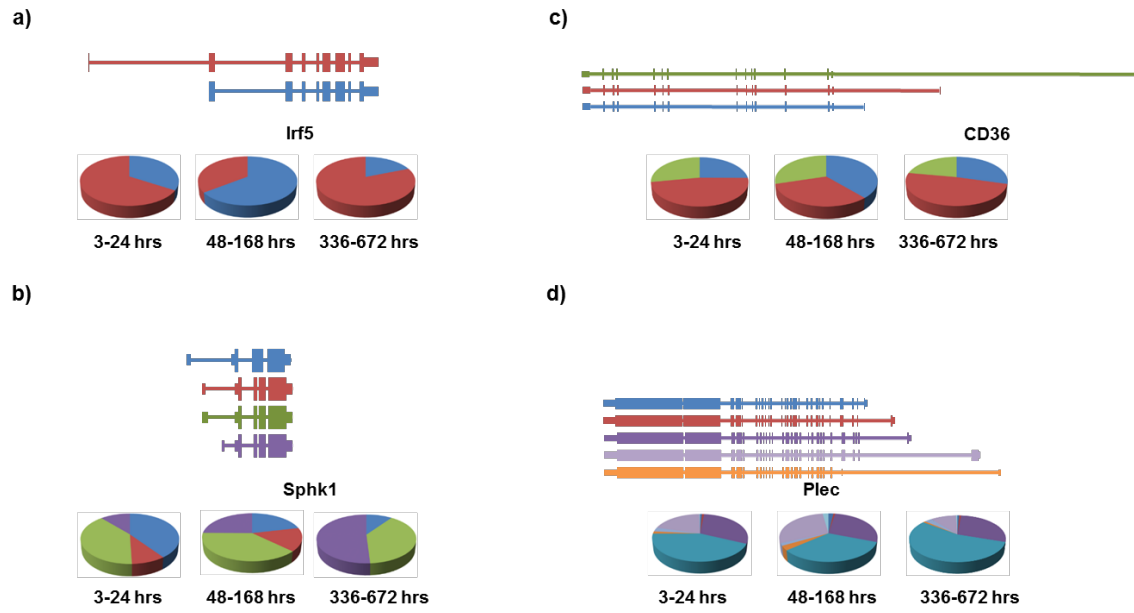 a)
Irf5
3-24 hrs
48-168 hrs
336-672 hrs
b)
Sphk1
3-24 hrs
48-168 hrs
336-672 hrs
c)
CD36
3-24 hrs
48-168 hrs
336-672 hrs
d)
Plec
3-24 hrs
48-168 hrs
336-672 hrs